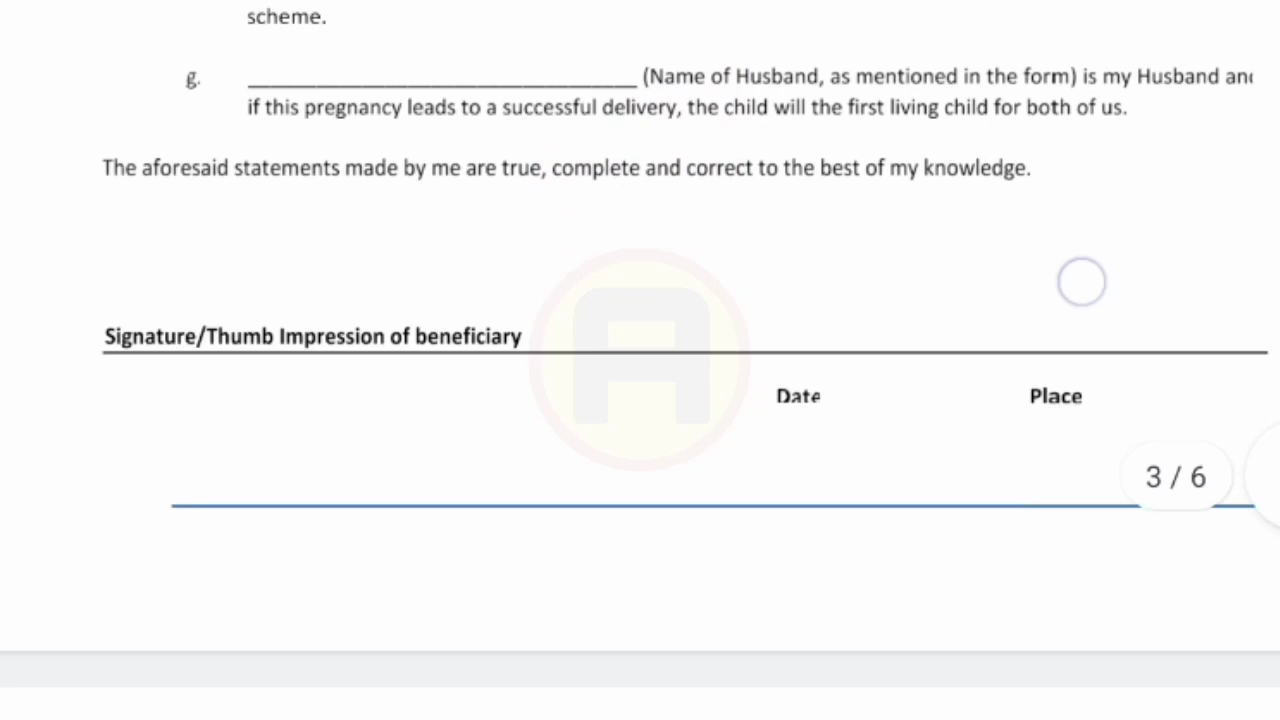 scheme.
g. ___________________________________ (Name of Husband, as mentioned in the form) is my Husband and
if this pregnancy leads to a successful delivery, the child will the first living child for both of us.
The aforesaid statements made by me are true, complete and correct to the best of my knowledge.
Signature/Thumb Impression of beneficiary
Date Place
3 / 6